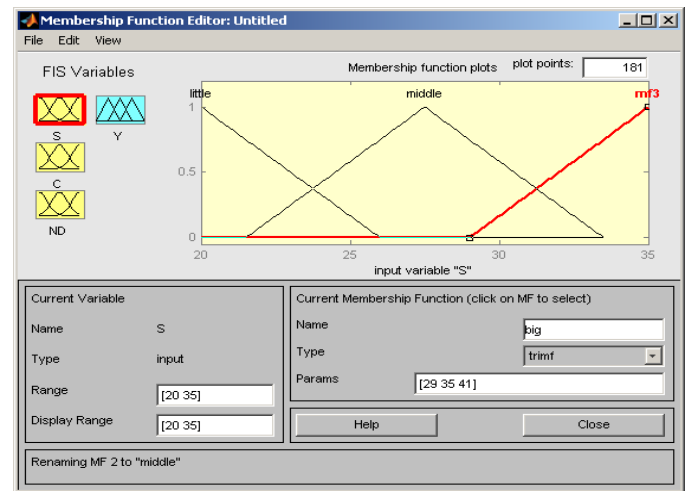 Membership Function Editor: Untitled
File Edit View
FIS Variables
Membership function plots plot points: 181
S
Y
C
ND
little middle mf3
1
0.5
0
20 25 30 35
input variable "S"
Current Variable
Name S
Type input
Range [20 35]
Display Range [20 35]
Current Membership Function (click on MF to select)
Name big
Type trimf
Params [29 35 41]
Help Close
Renaming MF 2 to "middle"